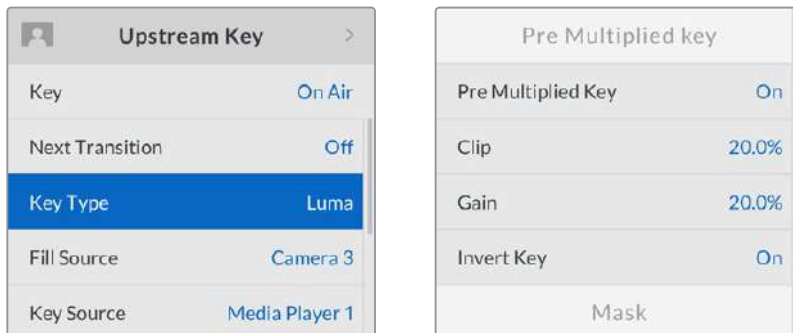 Upstream Key >
Key On Air
Next Transition Off
Key Type Luma
Fill Source Camera 3
Key Source Media Player 1
Pre Multiplied key
Pre Multiplied Key On
Clip 20.0%
Gain 20.0%
Invert Key On
Mask